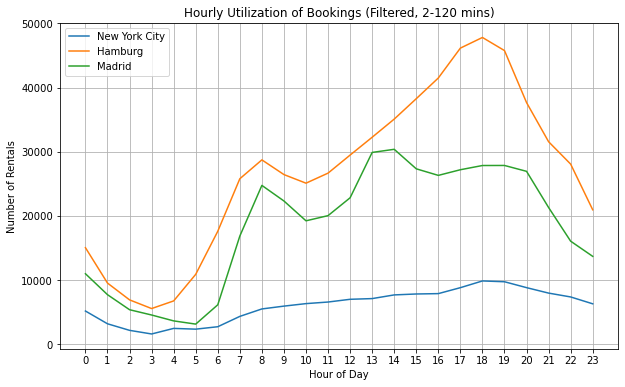 Hourly Utilization of Bookings (Filtered, 2-120 mins)
New York City
Hamburg
Madrid
50000
40000
30000
20000
10000
0
Number of Rentals
0 1 2 3 4 5 6 7 8 9 10 11 12 13 14 15 16 17 18 19 20 21 22 23
Hour of Day